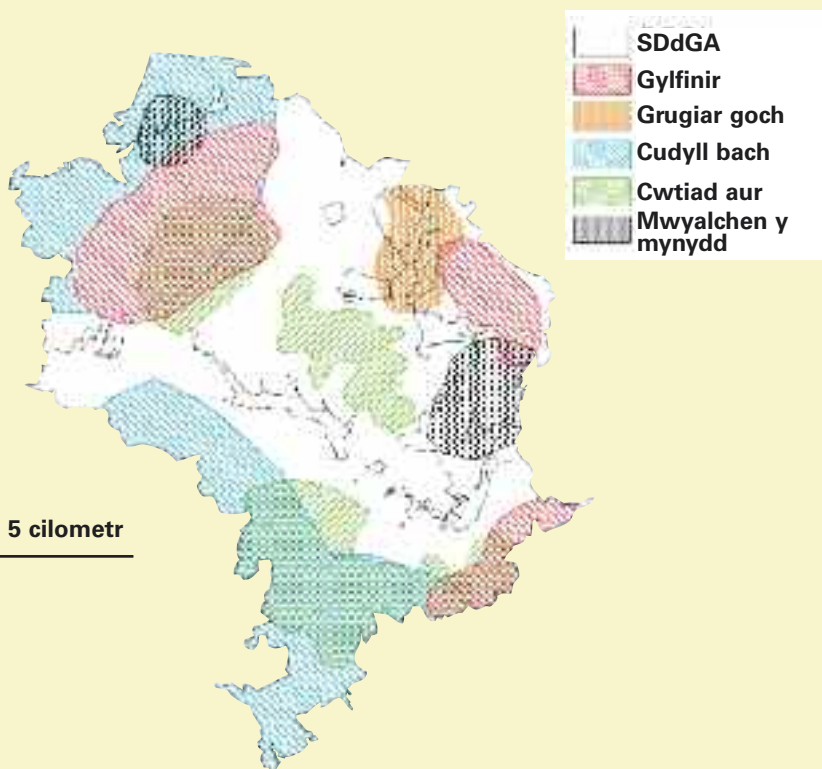 SDdGA
Gylfinir
Grugiar goch
Cudyll bach
Cwtiad aur
Mwyalchen y
mynydd
5 cilometr